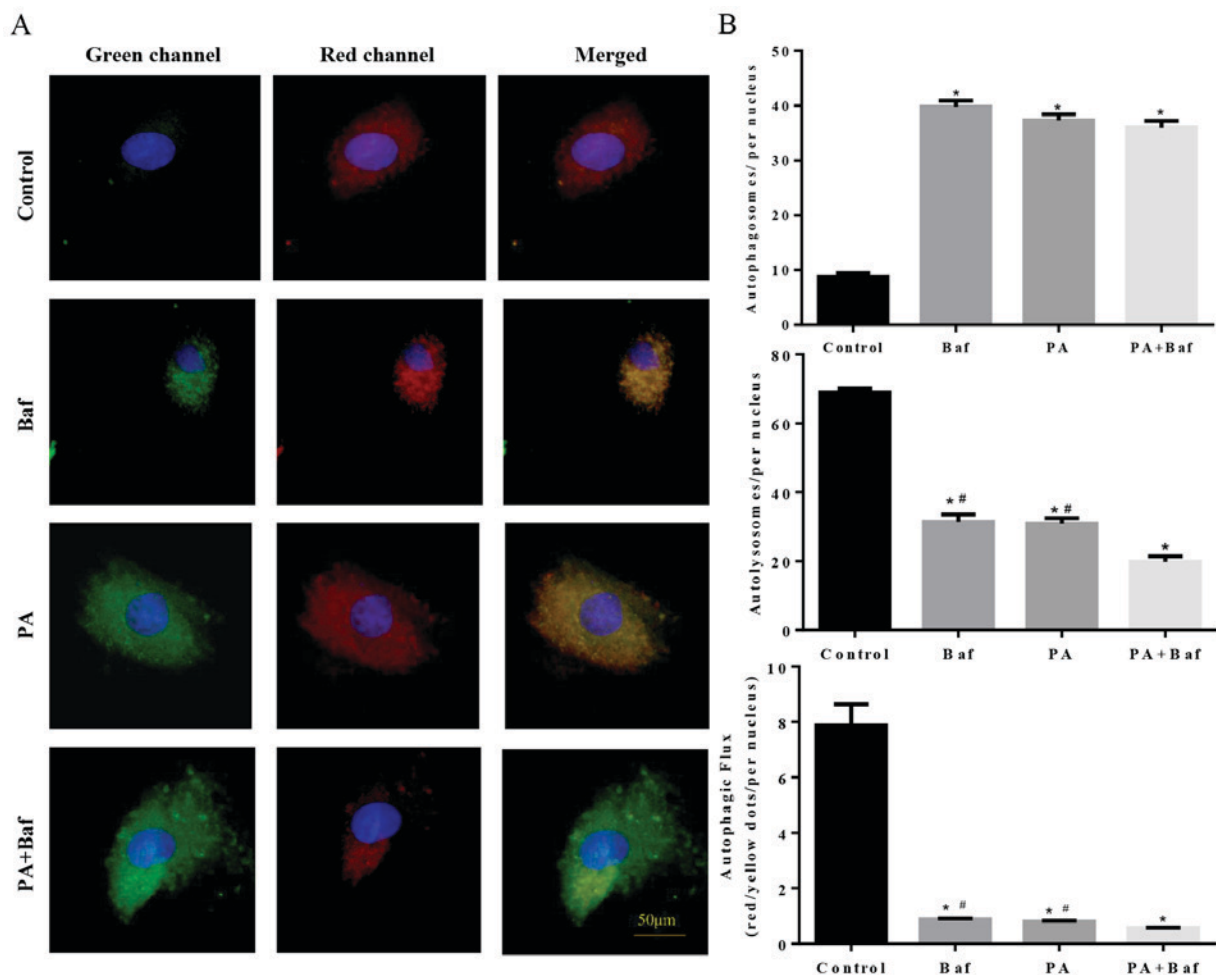 A
B
Green channel
Red channel
Merged
Control
Baf
PA
PA+Baf
50μm
Autophagosomes/ per nucleus
50
40
30
20
10
0
* * *
Control Baf PA PA+Baf
Autolysosomes/per nucleus
80
60
40
20
0
* # * # *
Control Baf PA PA+Baf
Autophagic Flux
(red/yellow dots/per nucleus)
10
8
6
4
2
0
* # * # *
Control Baf PA PA+Baf